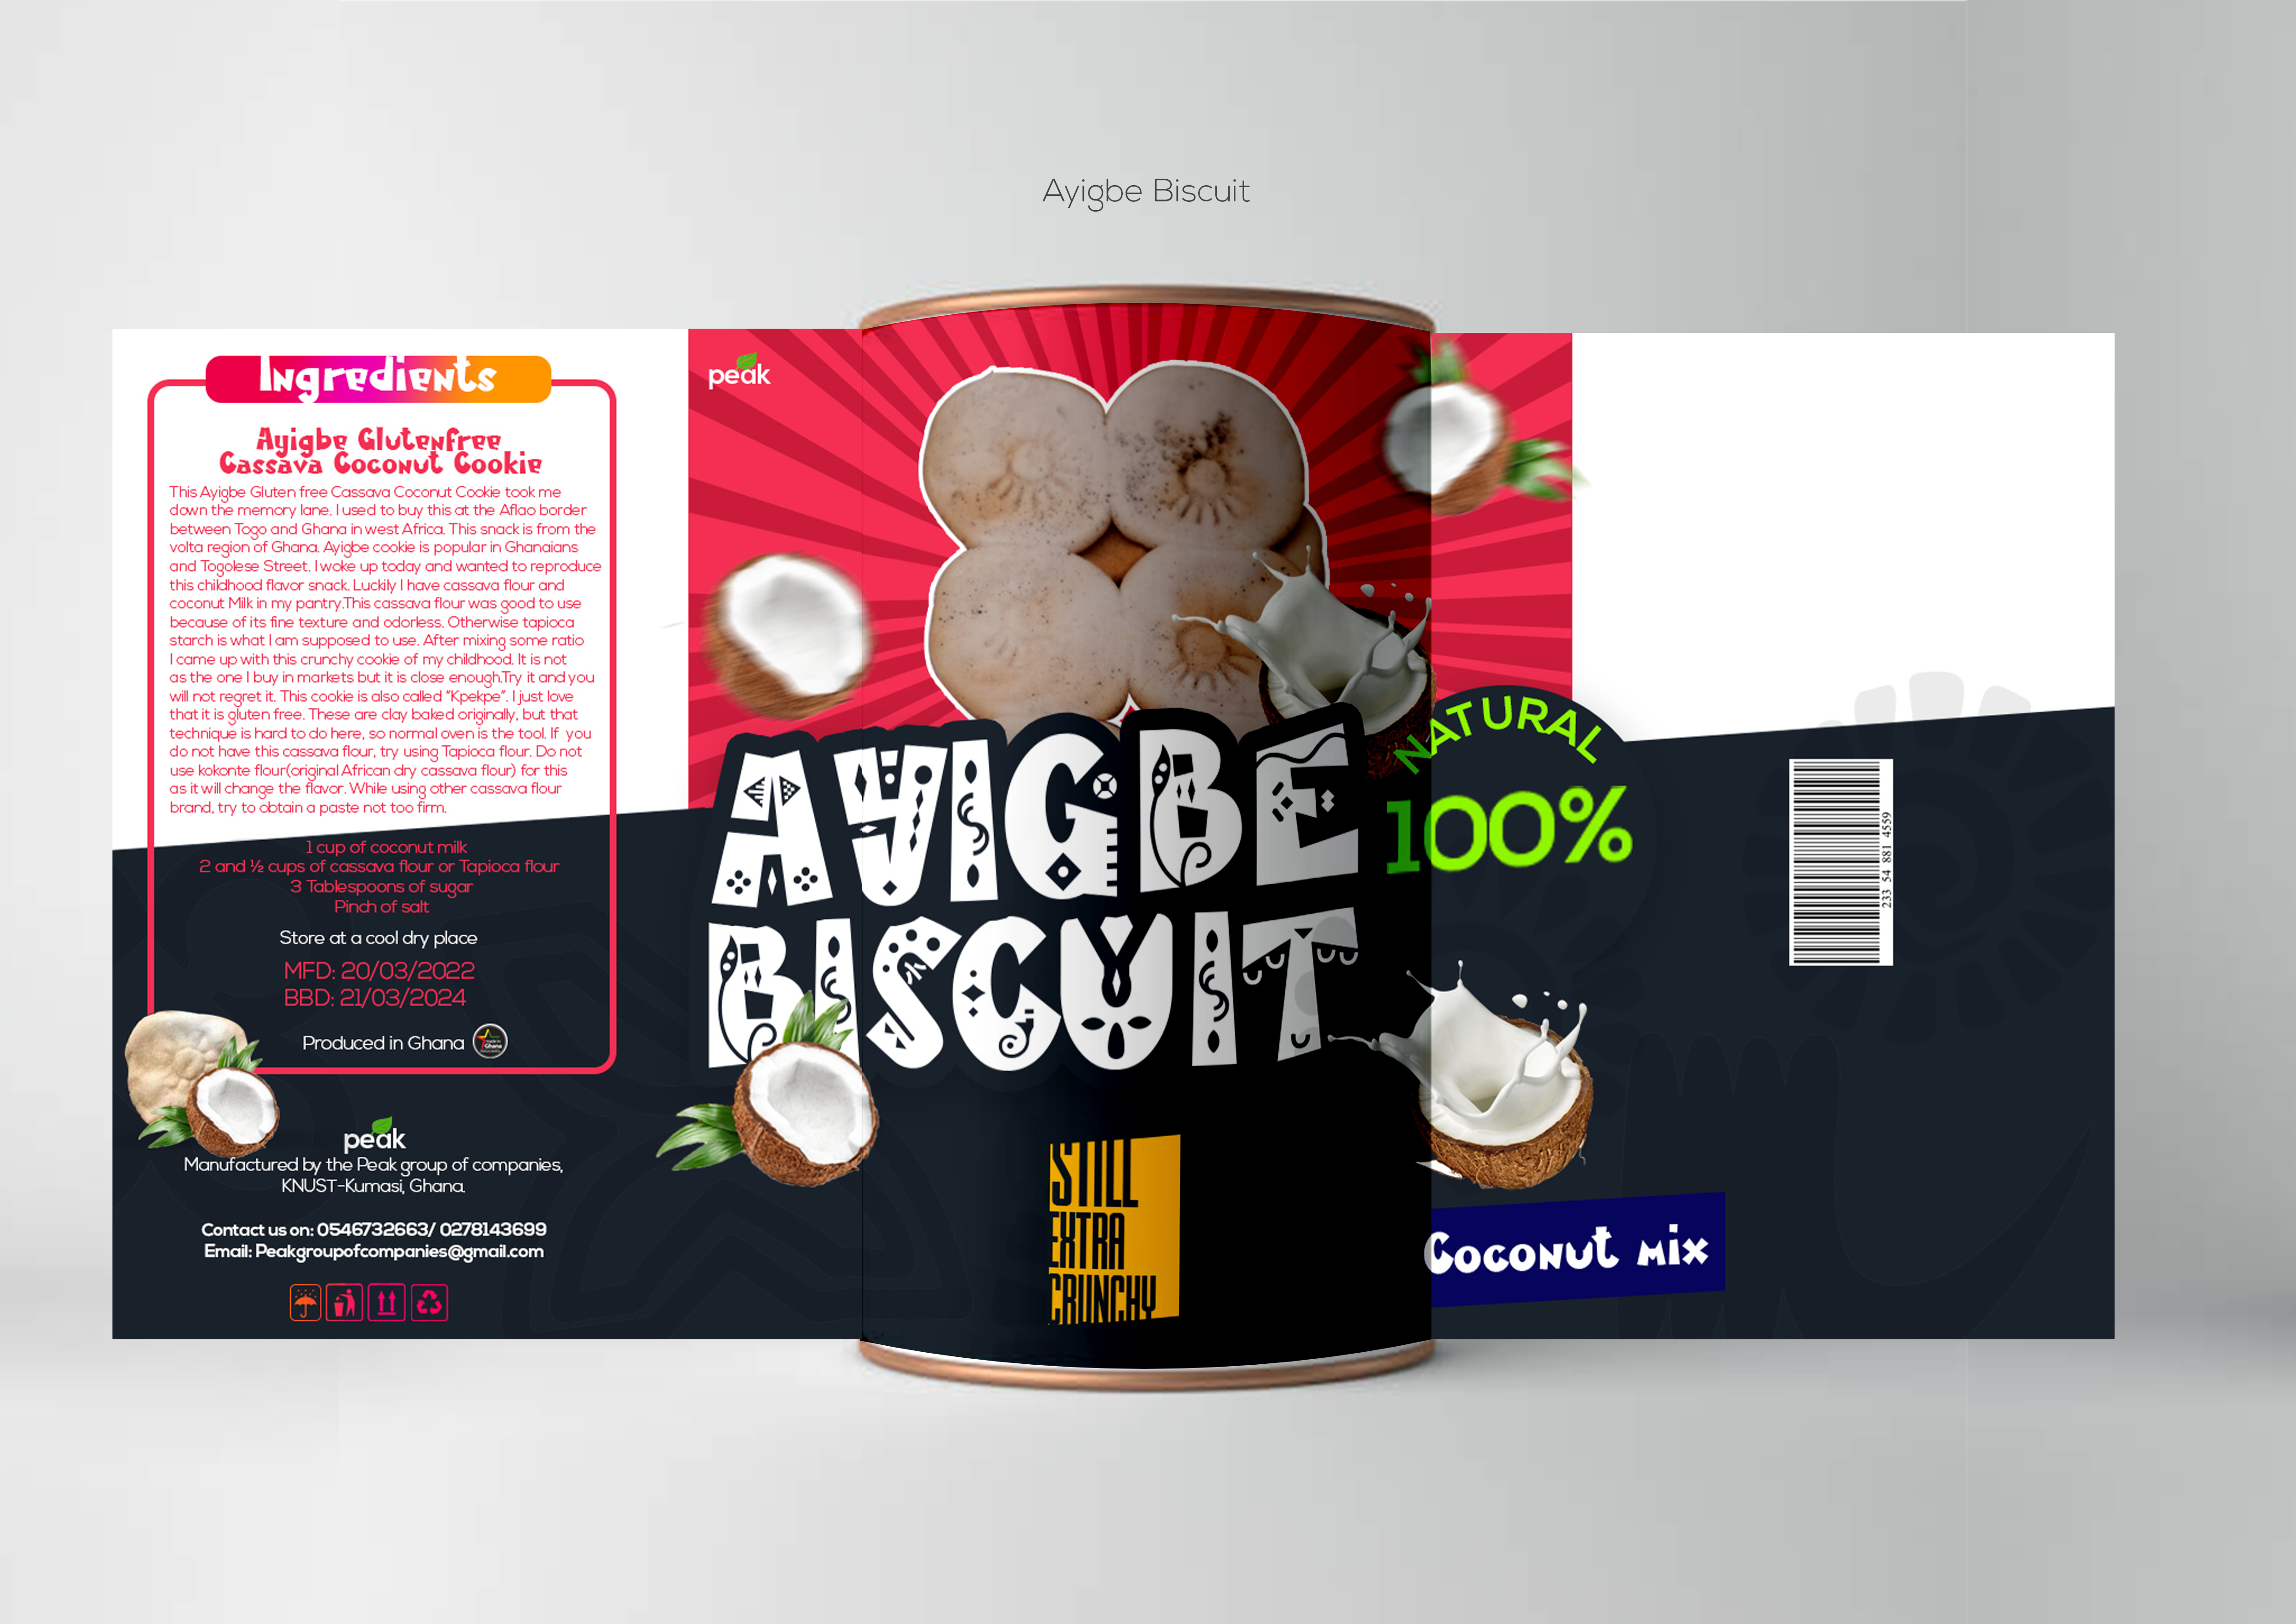 Ayigbe Biscuit
Ingredients
Ayigbe Glutenfree
Cassava Coconut Cookie
This Ayigbe Gluten free Cassava Coconut Cookie took me
down the memory lane. I used to buy this at the Aflao border
between Togo and Ghana in west Africa. This snack is from the
volta region of Ghana. Ayigbe cookie is popular in Ghanaians
and Togolese Street. I woke up today and wanted to reproduce
this childhood flavor snack. Luckily I have cassava flour and
coconut Milk in my pantry.This cassava flour was good to use
because of its fine texture and odorless. Otherwise tapioca
starch is what I am supposed to use. After mixing some ratio
I came up with this crunchy cookie of my childhood. It is not
as the one I buy in markets but it is close enough.Try it and you
will not regret it. This cookie is also called "Kpekpe". I just love
that it is gluten free. These are clay baked originally, but that
technique is hard to do here, so normal oven is the tool. If you
do not have this cassava flour, try using Tapioca flour. Do not
use kokonte flour(original African dry cassava flour) for this
as it will change the flavor. While using other cassava flour
brand, try to obtain a paste not too firm.
1 cup of coconut milk
2 and ½ cups of cassava flour or Tapioca flour
3 Tablespoons of sugar
Pinch of salt
Store at a cool dry place
MFD: 20/03/2022
BBD: 21/03/2024
Produced in Ghana
peak
Manufactured by the Peak group of companies,
KNUST-Kumasi, Ghana.
Contact us on: 0546732663/ 0278143699
Email: Peakgroupofcompanies@gmail.com
peak
AYIGBE
BISCUIT
STILL
EXTRA
CRUNCHY
NATURAL
100%
Coconut mix
233 54 881 4559